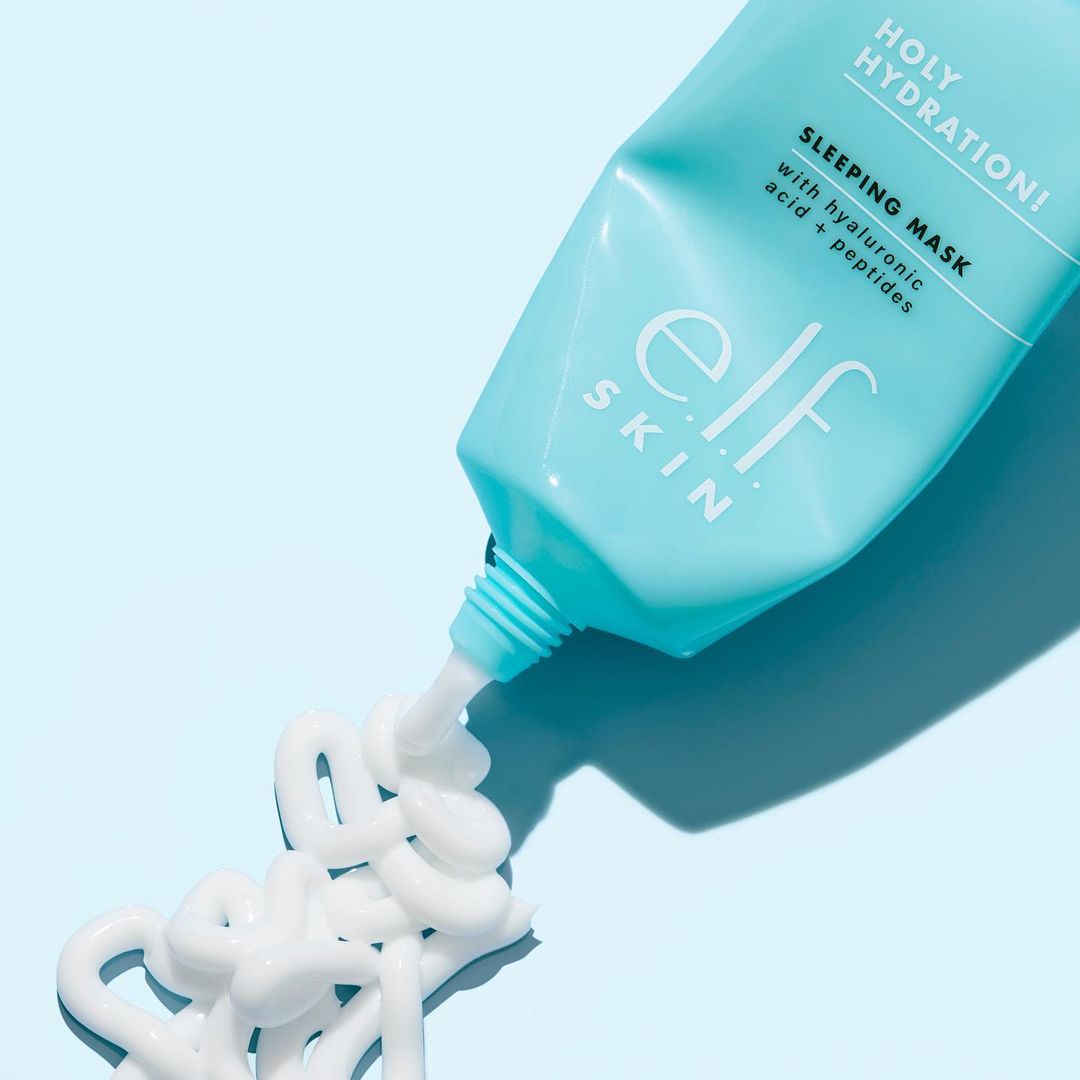 HOLY
HYDRATION!
SLEEPING MASK
with hyaluronic
acid + peptides
e.l.f.
SKIN